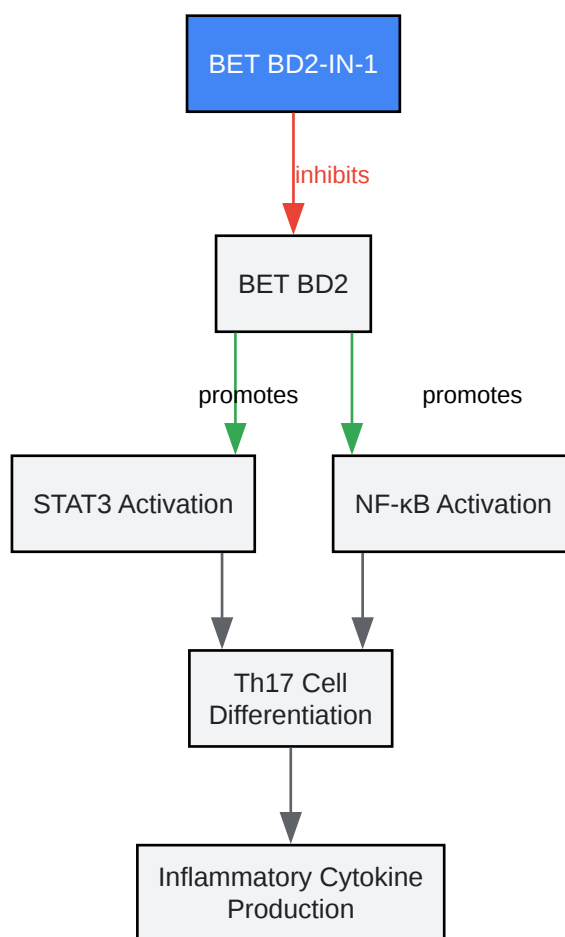 BET BD2-IN-1
inhibits
BET BD2
promotes
promotes
STAT3 Activation
NF-κB Activation
Th17 Cell
Differentiation
Inflammatory Cytokine
Production